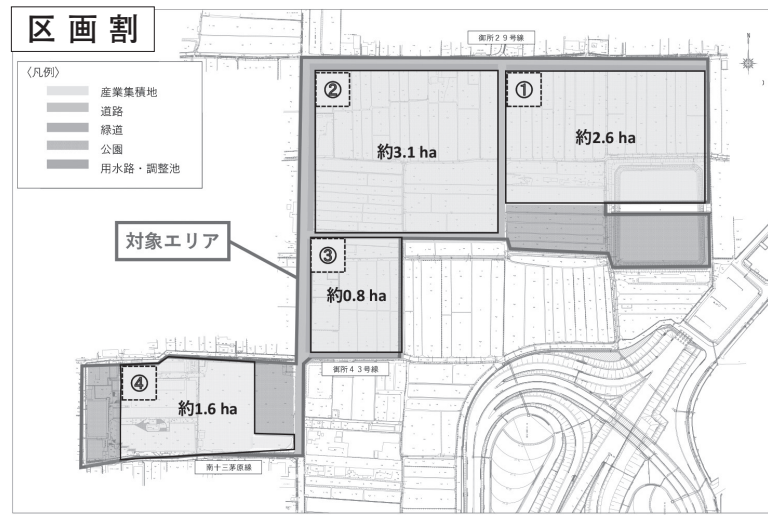 区画割
御所29号線
N
〈凡例〉
産業集積地
道路
緑道
公園
用水路・調整池
②
約3.1 ha
①
約2.6 ha
対象エリア
③
約0.8 ha
御所43号線
④
約1.6 ha
南十三茅原線